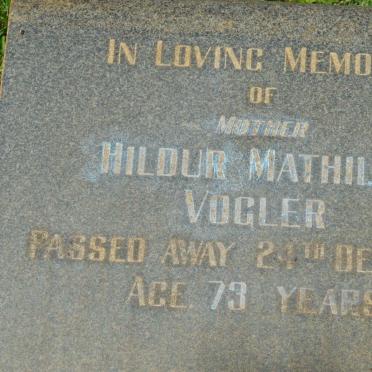 IN LOVING MEMO
OF
MOTHER
HILDUR MATHIL
VOGLER
PASSED AWAY 24TH DE
AGE 73 YEARS